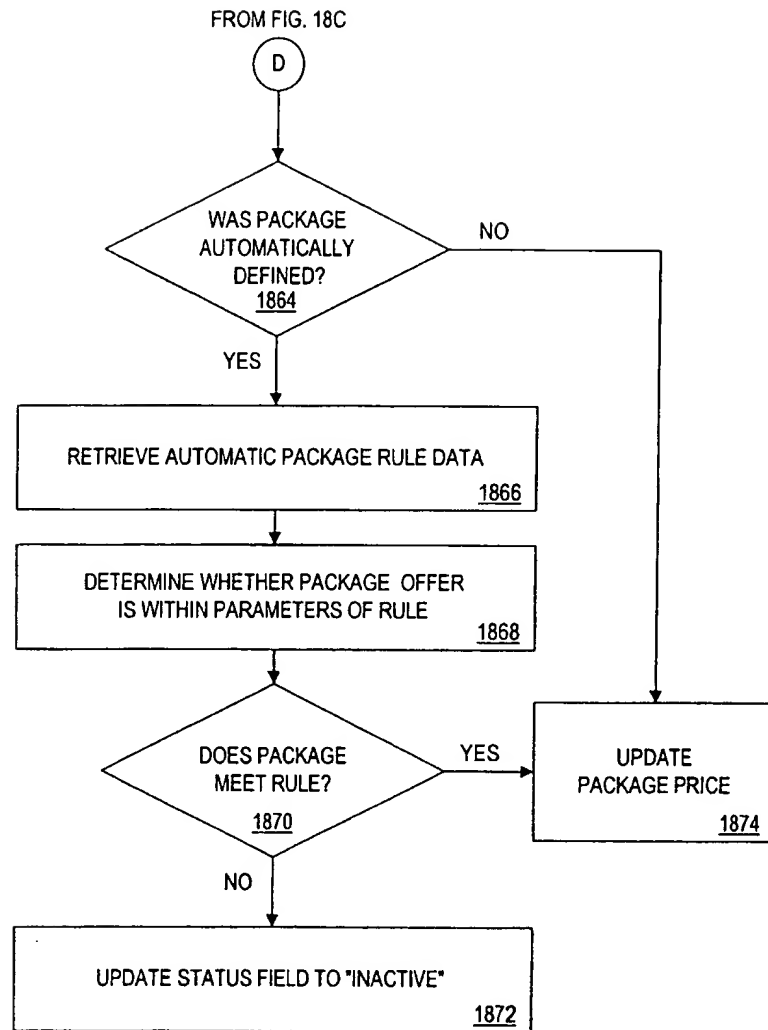 FROM FIG. 18C
D
WAS PACKAGE
AUTOMATICALLY
DEFINED?
1864
NO
YES
RETRIEVE AUTOMATIC PACKAGE RULE DATA
1866
DETERMINE WHETHER PACKAGE OFFER
IS WITHIN PARAMETERS OF RULE
1868
DOES PACKAGE
MEET RULE?
1870
YES
UPDATE
PACKAGE PRICE
1874
NO
UPDATE STATUS FIELD TO "INACTIVE"
1872